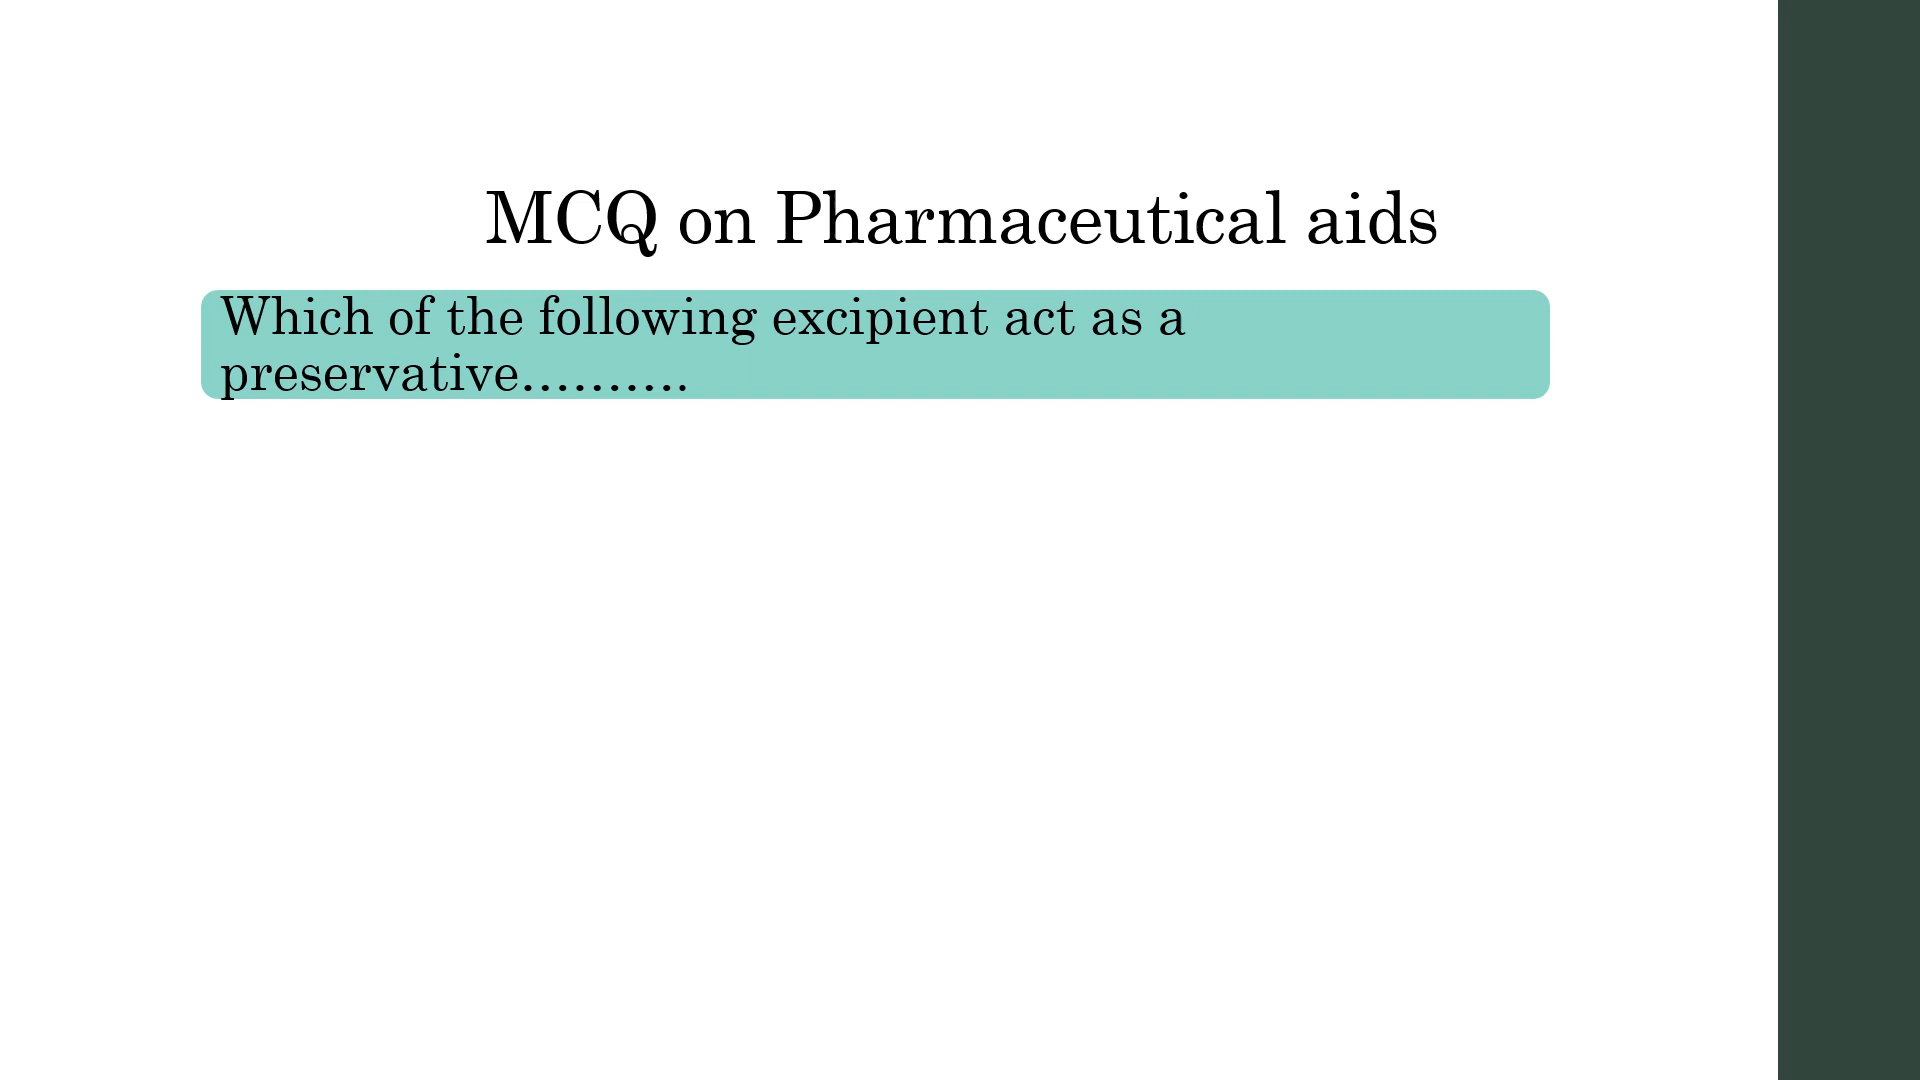 MCQ on Pharmaceutical aids
Which of the following excipient act as a
preservative..........